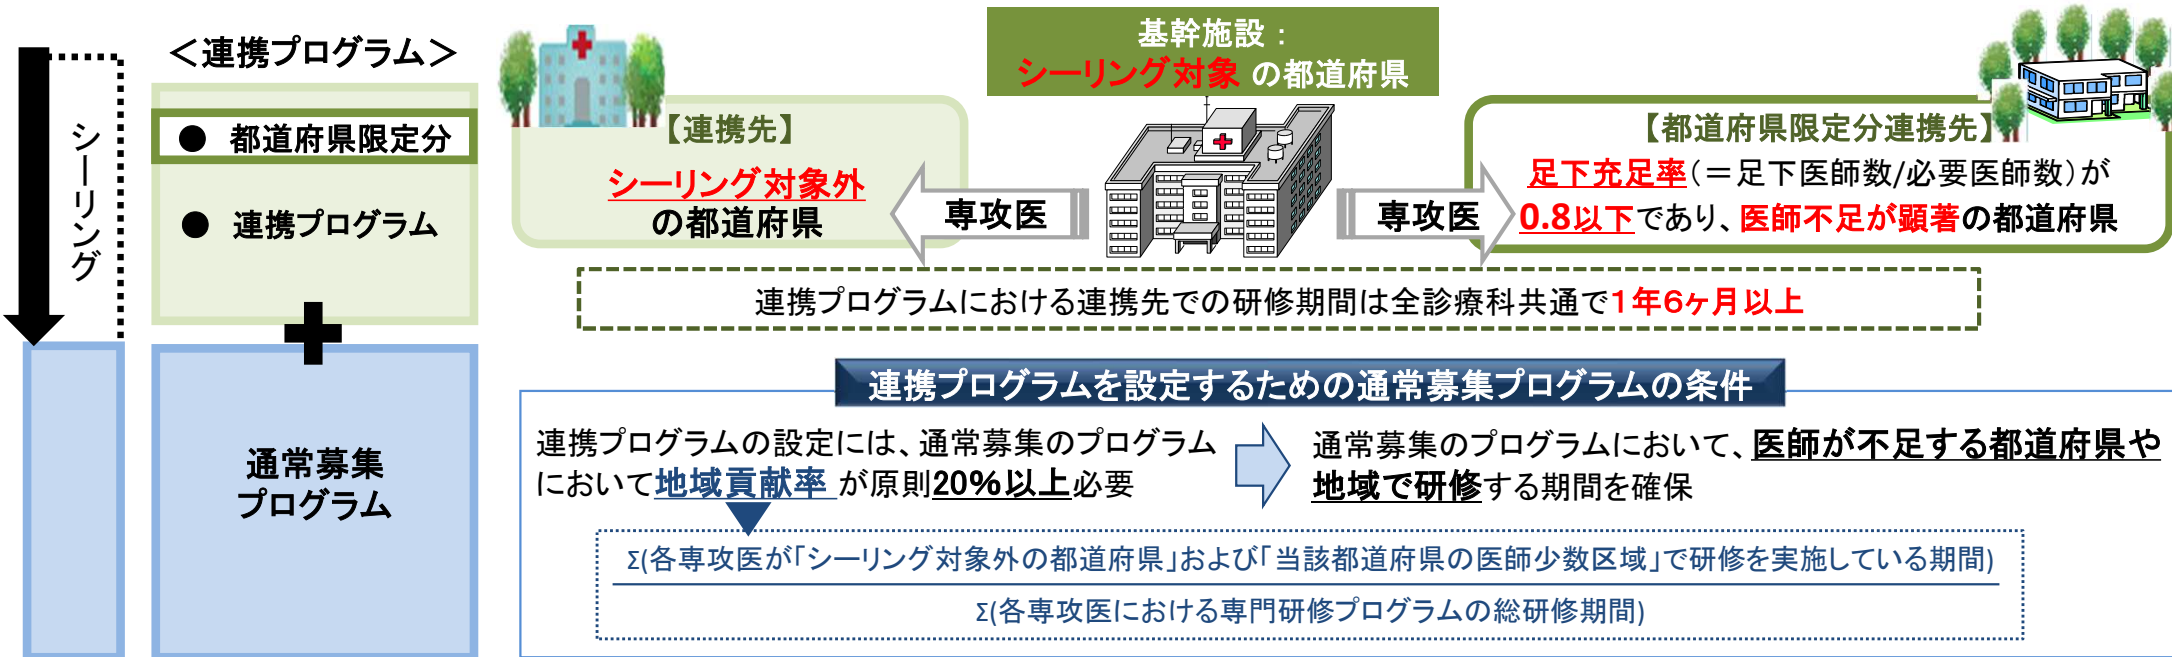 シーリング
＜連携プログラム＞
● 都道府県限定分
● 連携プログラム
通常募集
プログラム
基幹施設：
シーリング対象 の都道府県
【連携先】
シーリング対象外
の都道府県
専攻医
専攻医
【都道府県限定分連携先】
足下充足率（＝足下医師数/必要医師数）が
0.8以下であり、医師不足が顕著の都道府県
連携プログラムにおける連携先での研修期間は全診療科共通で1年6ヶ月以上
連携プログラムを設定するための通常募集プログラムの条件
連携プログラムの設定には、通常募集のプログラム
において地域貢献率 が原則20％以上必要
通常募集のプログラムにおいて、医師が不足する都道府県や
地域で研修する期間を確保
Σ(各専攻医が「シーリング対象外の都道府県」および「当該都道府県の医師少数区域」で研修を実施している期間)
Σ(各専攻医における専門研修プログラムの総研修期間)